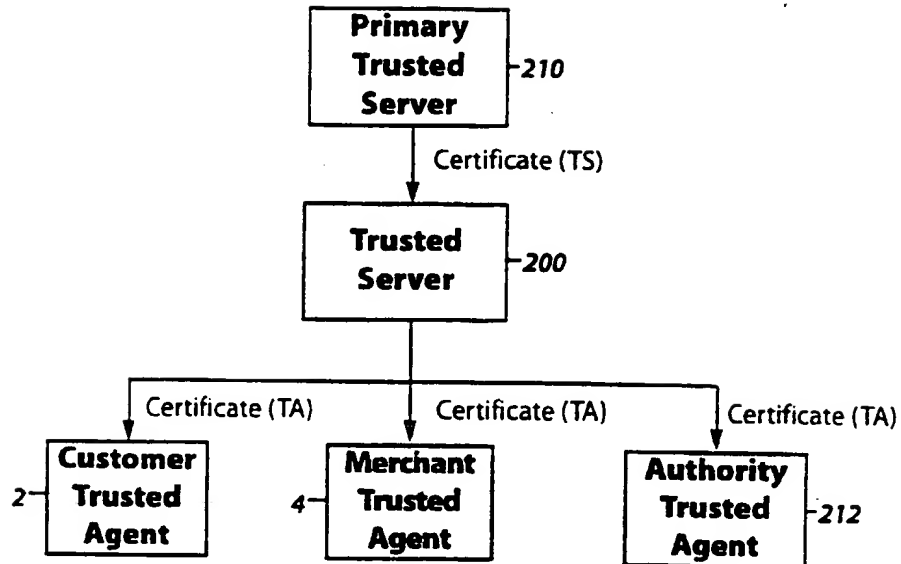 Primary
Trusted
Server
210
Certificate (TS)
Trusted
Server
200
Certificate (TA)
Certificate (TA)
Certificate (TA)
Customer
Trusted
Agent
2
Merchant
Trusted
Agent
4
Authority
Trusted
Agent
212